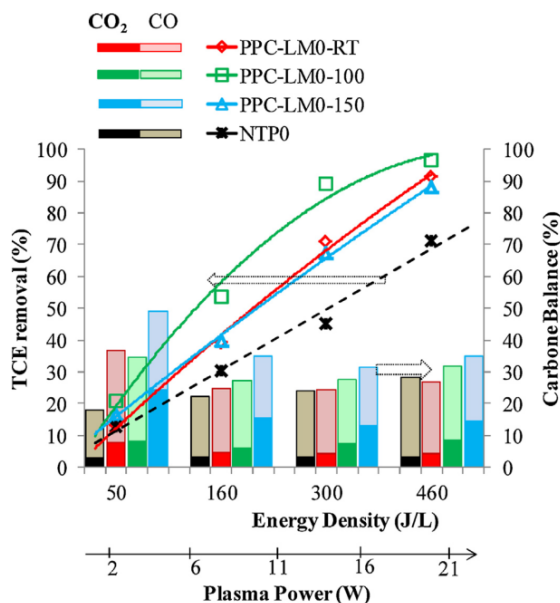 CO2 CO
PPC-LM0-RT
PPC-LM0-100
PPC-LM0-150
NTP0
100
90
80
70
60
50
40
30
20
10
0
TCE removal (%)
100
90
80
70
60
50
40
30
20
10
0
Carbone Balance (%)
50 160 300 460
Energy Density (J/L)
2 6 11 16 21
Plasma Power (W)